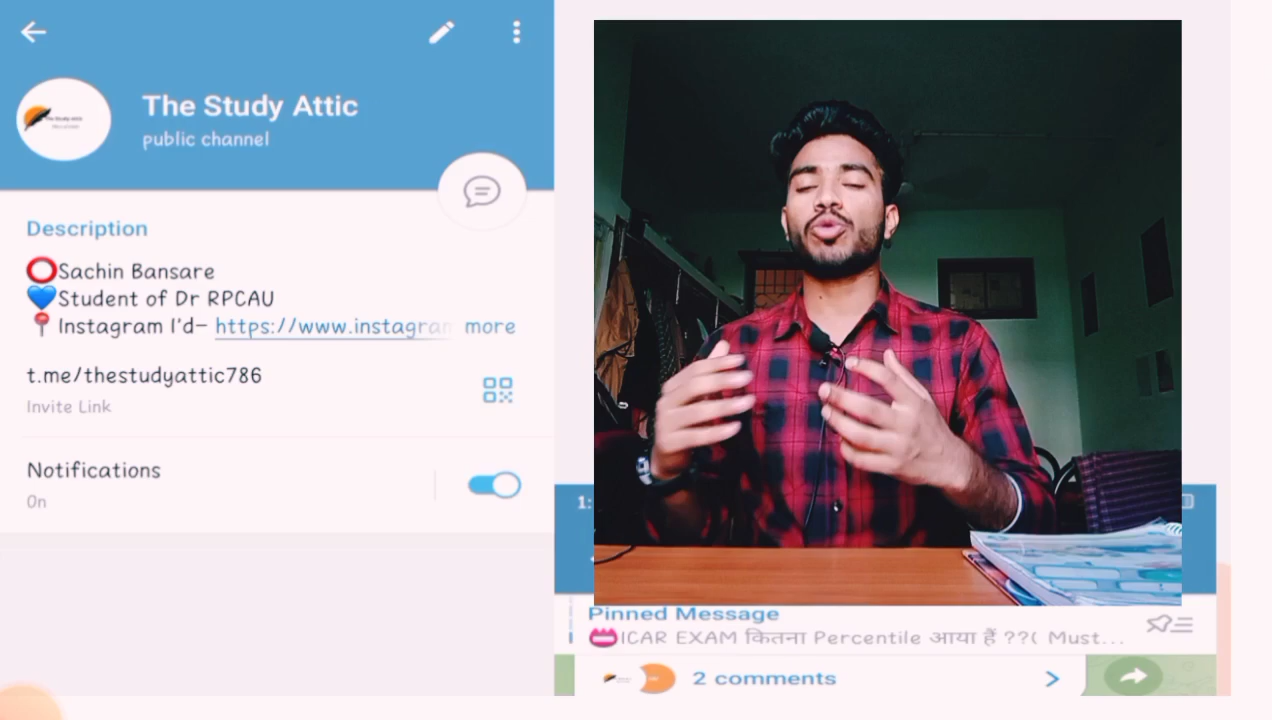 The Study Attic
public channel
Description
⭕Sachin Bansare
💙Student of Dr RPCAU
📍Instagram I'd- https://www.instagram more
t.me/thestudyattic786
Invite Link
Notifications
On
1:
Pinned Message
ICAR EXAM कितना Percentile आया हैं ??( Must...
2 comments